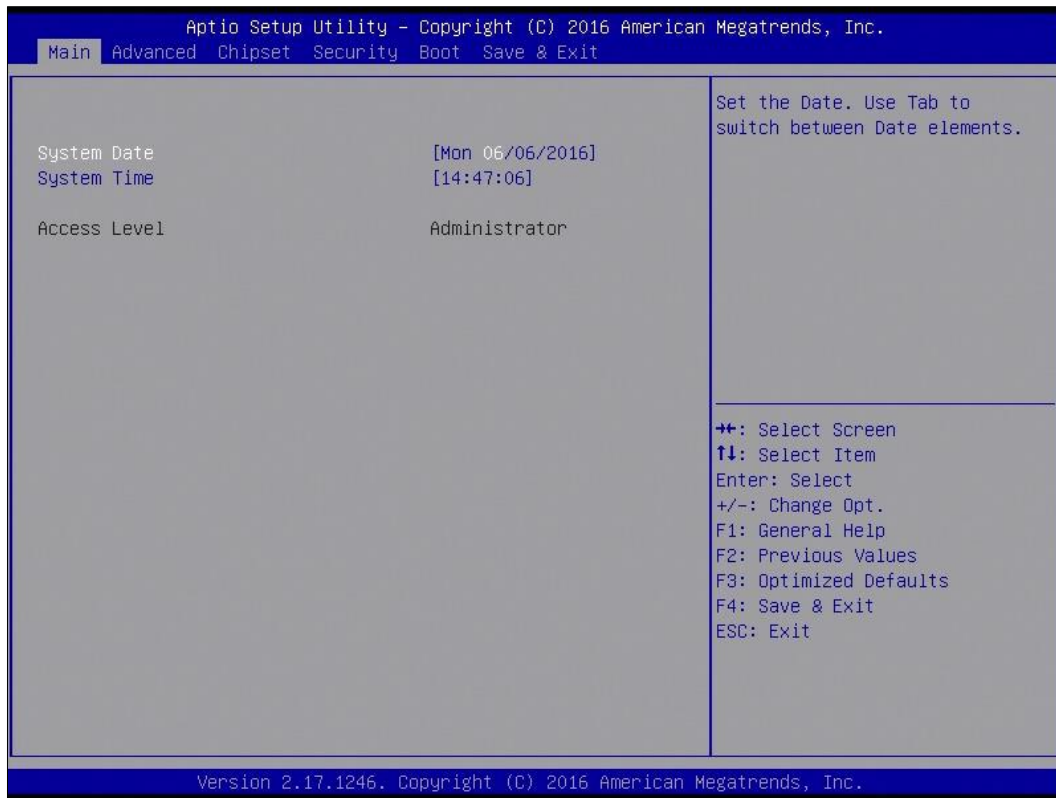 Aptio Setup Utility – Copyright (C) 2016 American Megatrends, Inc.
Main Advanced Chipset Security Boot Save & Exit
System Date [Mon 06/06/2016]
System Time [14:47:06]
Access Level Administrator
Set the Date. Use Tab to
switch between Date elements.
→←: Select Screen
↑↓: Select Item
Enter: Select
+/-: Change Opt.
F1: General Help
F2: Previous Values
F3: Optimized Defaults
F4: Save & Exit
ESC: Exit
Version 2.17.1246. Copyright (C) 2016 American Megatrends, Inc.